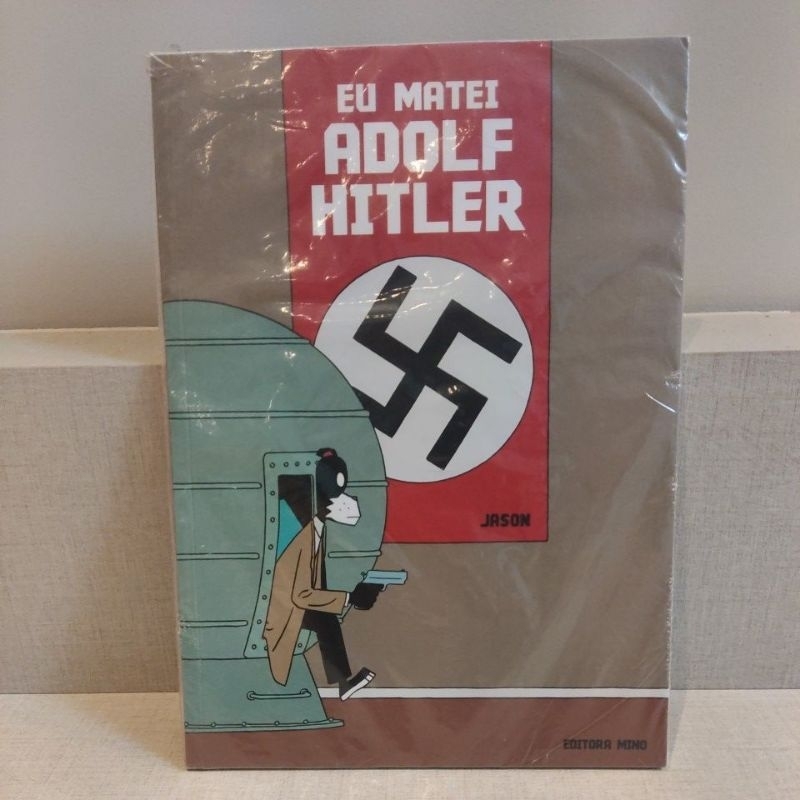 EU MATEI
ADOLF
HITLER
JASON
EDITORA MINO